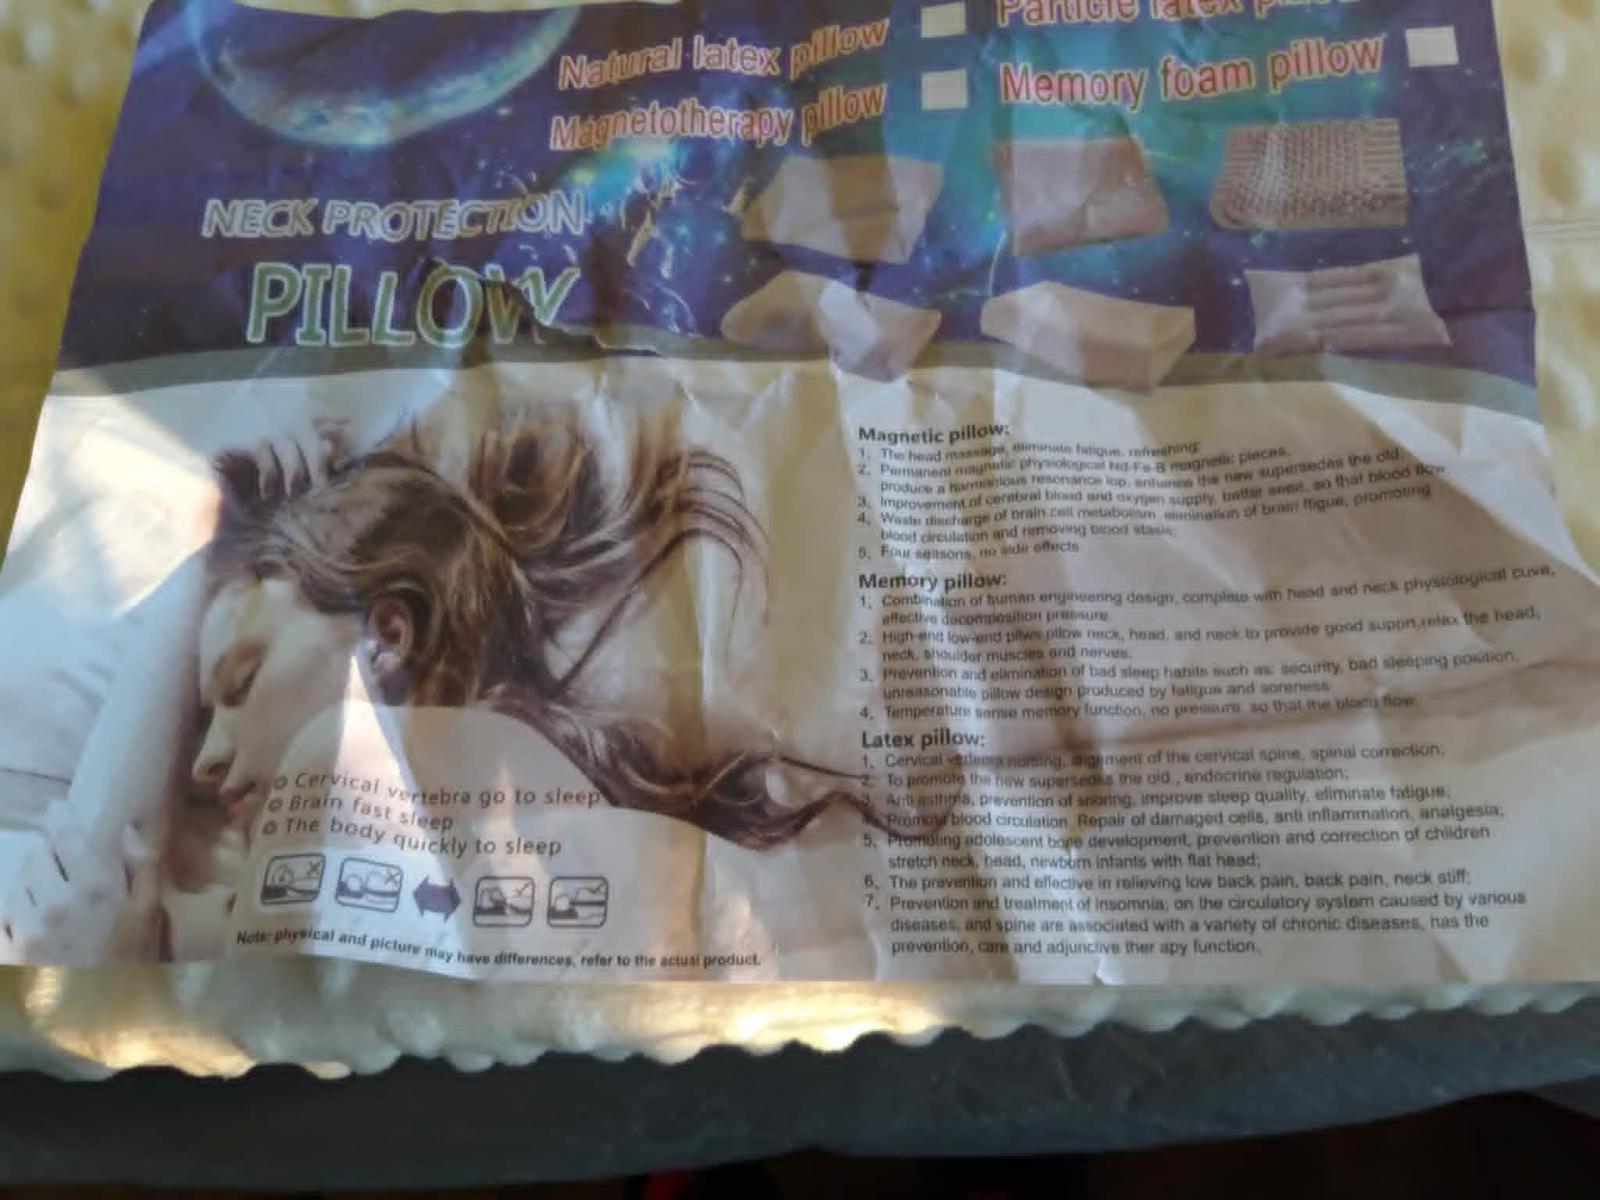 Natural latex pillow
Particle latex
Magnetotherapy pillow
Memory foam pillow
NECK PROTECTION
PILLOW
Magnetic pillow:
1、The head massage, eliminate fatigue, refreshing;
2、Permanent magnetic physiological Nd-Fe-B magnetic pieces,
produce a harmonious resonance iop, enhance the new supersedes the old,
3、Improvement of cerebral blood and oxygen supply, better seed, so that blood flow
4、Waste discharge of brain cell metabolism, elimination of brain ftigue, promoting
blood circulation and removing blood stasis;
5、Four seasons, no side effects
Memory pillow:
1、Combination of human engineering design, complete with head and neck physiological cuve,
effective decomposition pressure
2、High-end low-end pilws pillow neck, head, and neck to provide good supprt,relax the head,
neck, shoulder muscles and nerves.
3、Prevention and elimination of bad sleep habits such as: security, bad sleeping position,
unreasonable pillow design produced by fatigue and soreness
4、Temperature sense memory function, no pressure, so that the blood flow.
Latex pillow:
1、Cervical nursing, alignment of the cervical spine, spinal correction;
2、To promote the new supersedes the old , endocrine regulation;
3、Anti asthma, prevention of snoring, improve sleep quality, eliminate fatigue;
4、Promote blood circulation, Repair of damaged cells, anti inflammation, analgesia;
5、Promoting adolescent bone development, prevention and correction of children
stretch neck, head, newborn infants with flat head;
6、The prevention and effective in relieving low back pain, back pain, neck stiff;
7、Prevention and treatment of insomnia; on the circulatory system caused by various
diseases, and spine are associated with a variety of chronic diseases, has the
prevention, care and adjunctive ther apy function.
Cervical vertebra go to sleep
Brain fast sleep
The body quickly to sleep
Note: physical and picture may have differences, refer to the actual product.